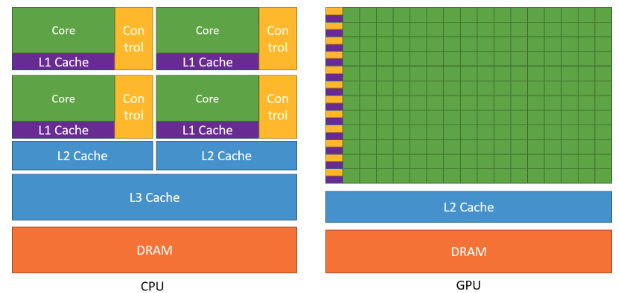 Core
Con
trol
L1 Cache
Core
Con
trol
L1 Cache
Core
Con
trol
L1 Cache
Core
Con
trol
L1 Cache
L2 Cache
L2 Cache
L3 Cache
DRAM
CPU
L2 Cache
DRAM
GPU